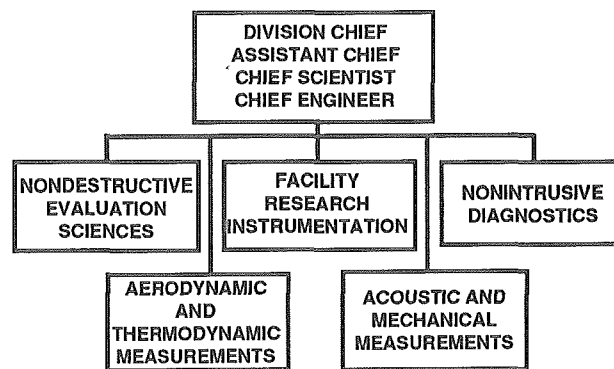 DIVISION CHIEF
ASSISTANT CHIEF
CHIEF SCIENTIST
CHIEF ENGINEER
NONDESTRUCTIVE
EVALUATION
SCIENCES
FACILITY
RESEARCH
INSTRUMENTATION
NONINTRUSIVE
DIAGNOSTICS
AERODYNAMIC
AND
THERMODYNAMIC
MEASUREMENTS
ACOUSTIC AND
MECHANICAL
MEASUREMENTS